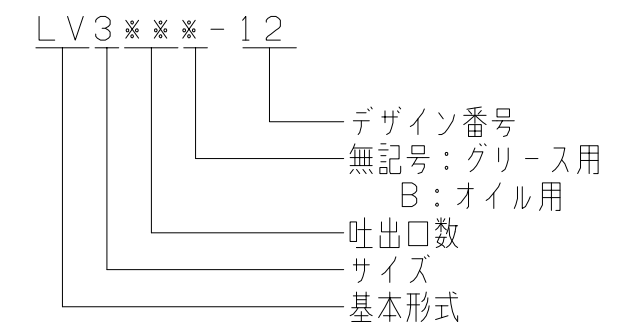 LV3※※※-12
デザイン番号
無記号：グリース用
B：オイル用
吐出口数
サイズ
基本形式